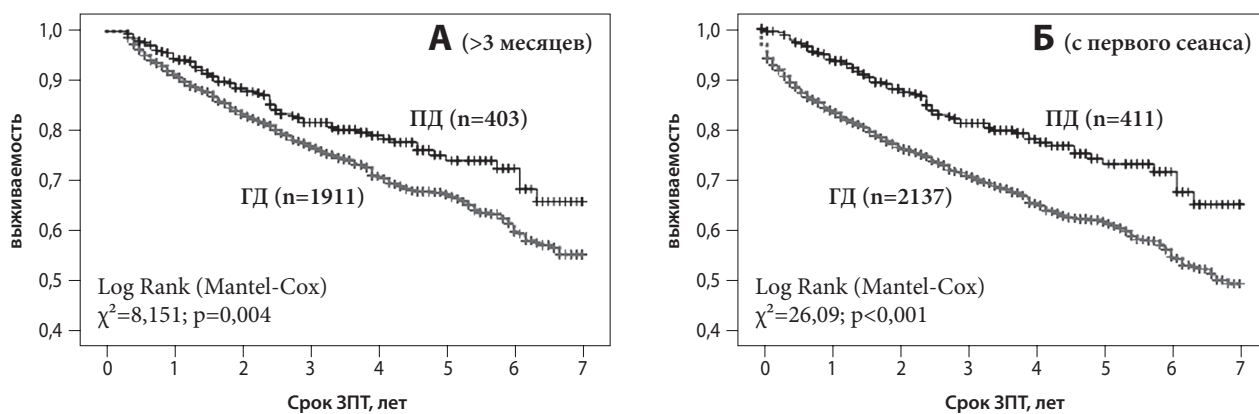 А (>3 месяцев)
1,0
0,9
0,8
0,7
0,6
0,5
0,4
выживаемость
ПД (n=403)
ГД (n=1911)
Log Rank (Mantel-Cox)
χ²=8,151; p=0,004
0 1 2 3 4 5 6 7
Срок ЗПТ, лет
Б (с первого сеанса)
1,0
0,9
0,8
0,7
0,6
0,5
0,4
выживаемость
ПД (n=411)
ГД (n=2137)
Log Rank (Mantel-Cox)
χ²=26,09; p<0,001
0 1 2 3 4 5 6 7
Срок ЗПТ, лет